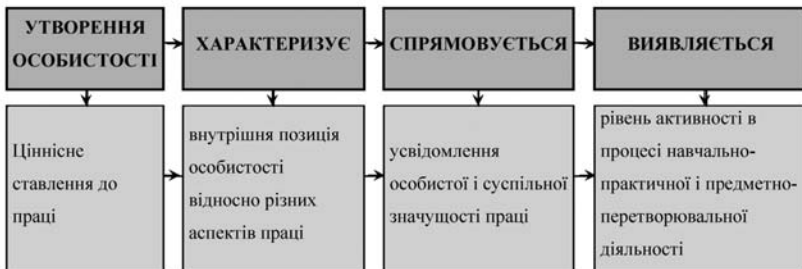 УТВОРЕННЯ
ОСОБИСТОСТІ
ХАРАКТЕРИЗУЄ
СПРЯМОВУЄТЬСЯ
ВИЯВЛЯЄТЬСЯ
Ціннісне
ставлення до
праці
внутрішня позиція
особистості
відносно різних
аспектів праці
усвідомлення
особистої і суспільної
значущості праці
рівень активності в
процесі навчально-
практичної і предметно-
перетворювальної
діяльності